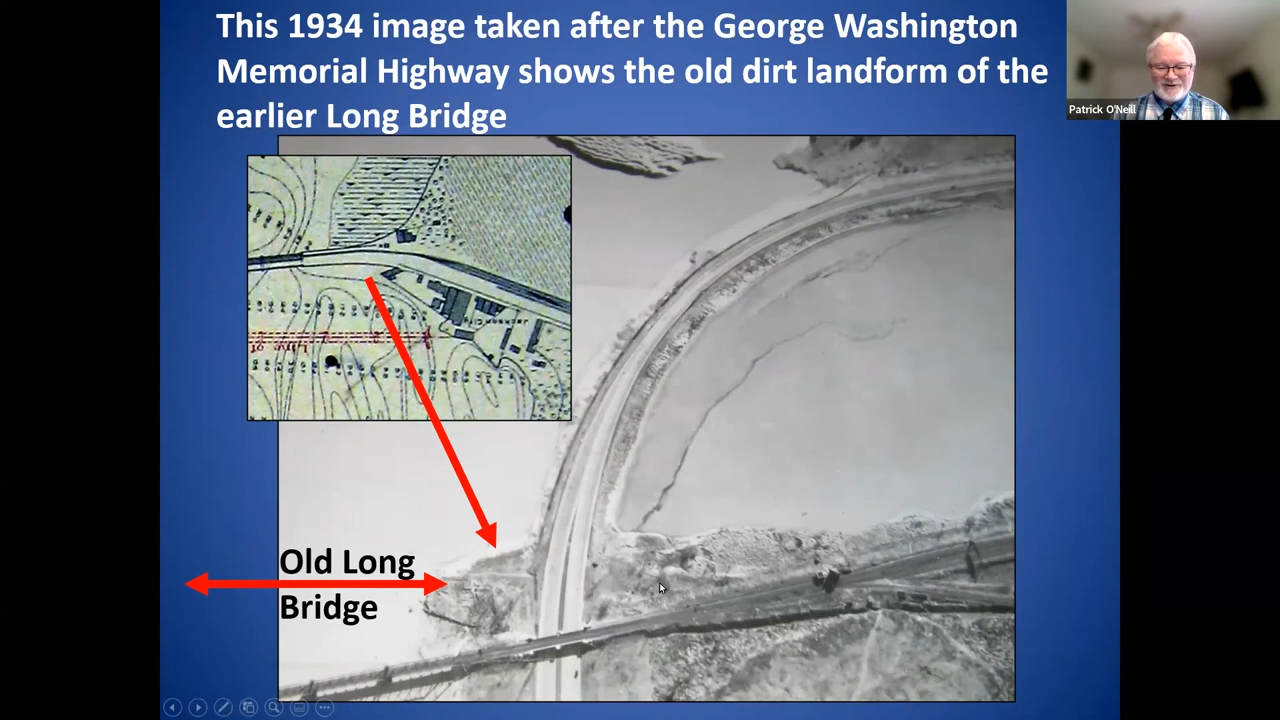 This 1934 image taken after the George Washington
Memorial Highway shows the old dirt landform of the
earlier Long Bridge
Patrick O'Neill
Old Long
Bridge